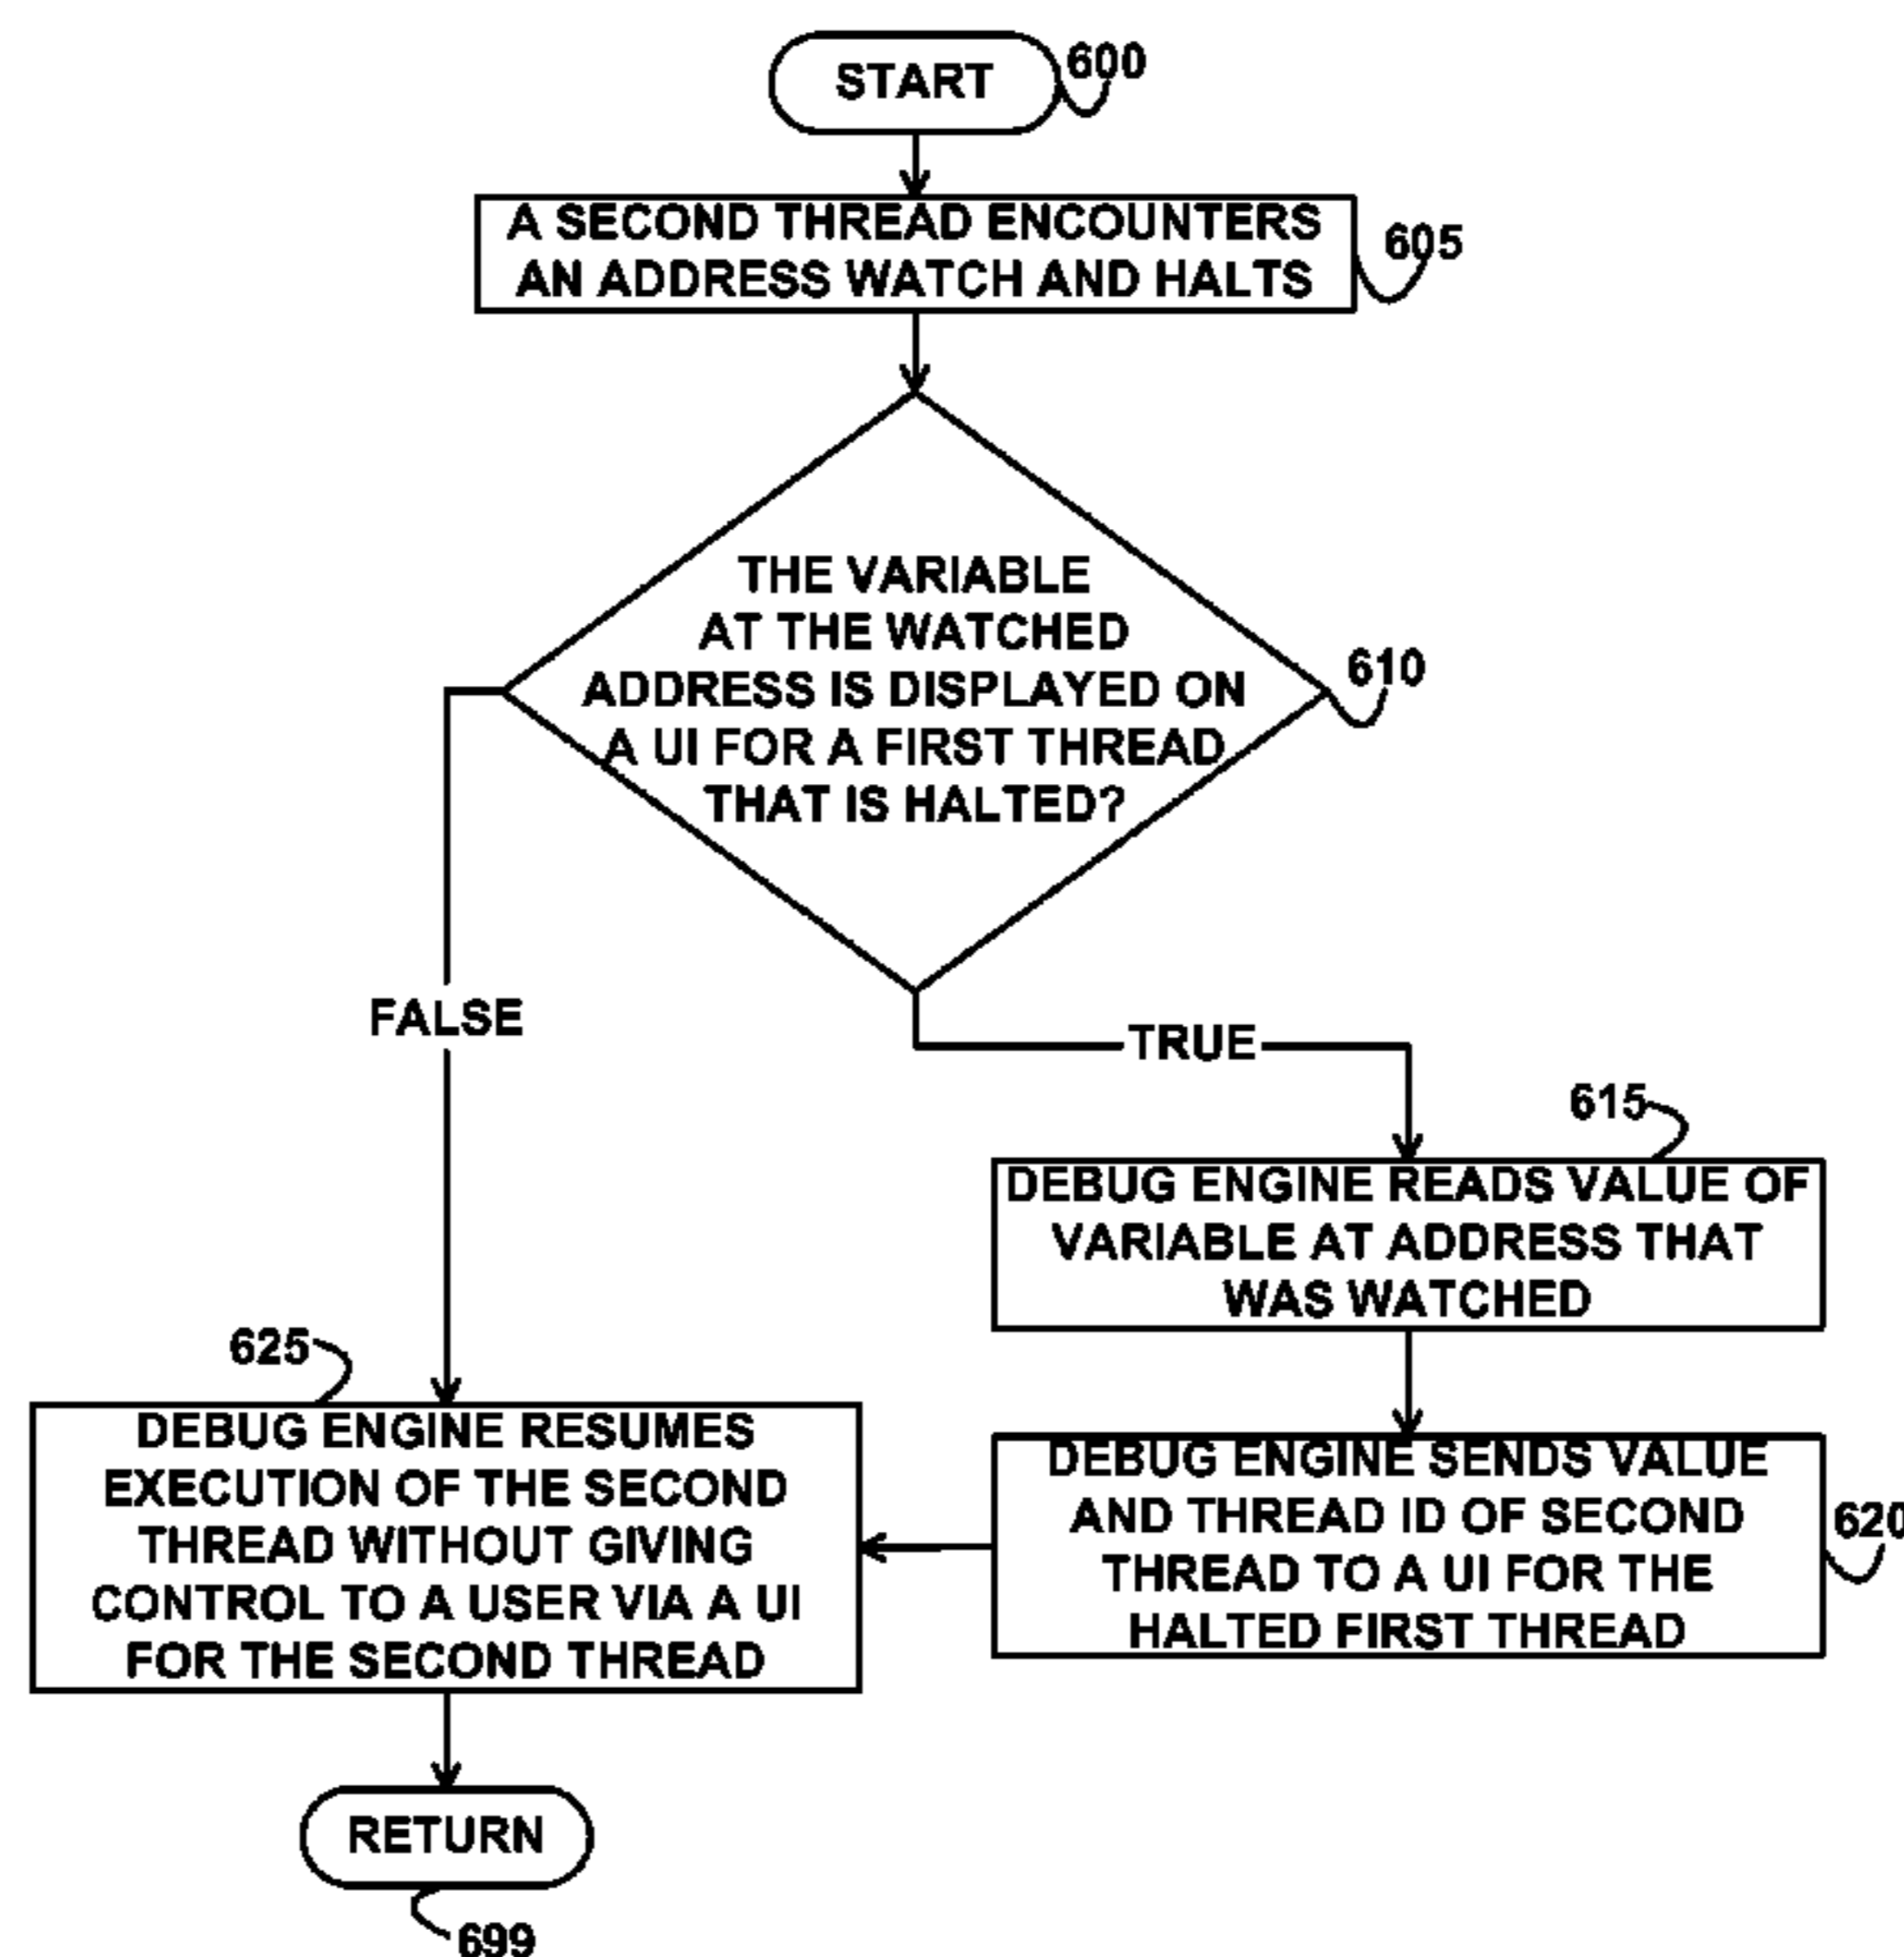 START
600
A SECOND THREAD ENCOUNTERS
AN ADDRESS WATCH AND HALTS
605
THE VARIABLE
AT THE WATCHED
ADDRESS IS DISPLAYED ON
A UI FOR A FIRST THREAD
THAT IS HALTED?
610
FALSE
TRUE
615
DEBUG ENGINE READS VALUE OF
VARIABLE AT ADDRESS THAT
WAS WATCHED
625
DEBUG ENGINE RESUMES
EXECUTION OF THE SECOND
THREAD WITHOUT GIVING
CONTROL TO A USER VIA A UI
FOR THE SECOND THREAD
DEBUG ENGINE SENDS VALUE
AND THREAD ID OF SECOND
THREAD TO A UI FOR THE
HALTED FIRST THREAD
620
RETURN
699